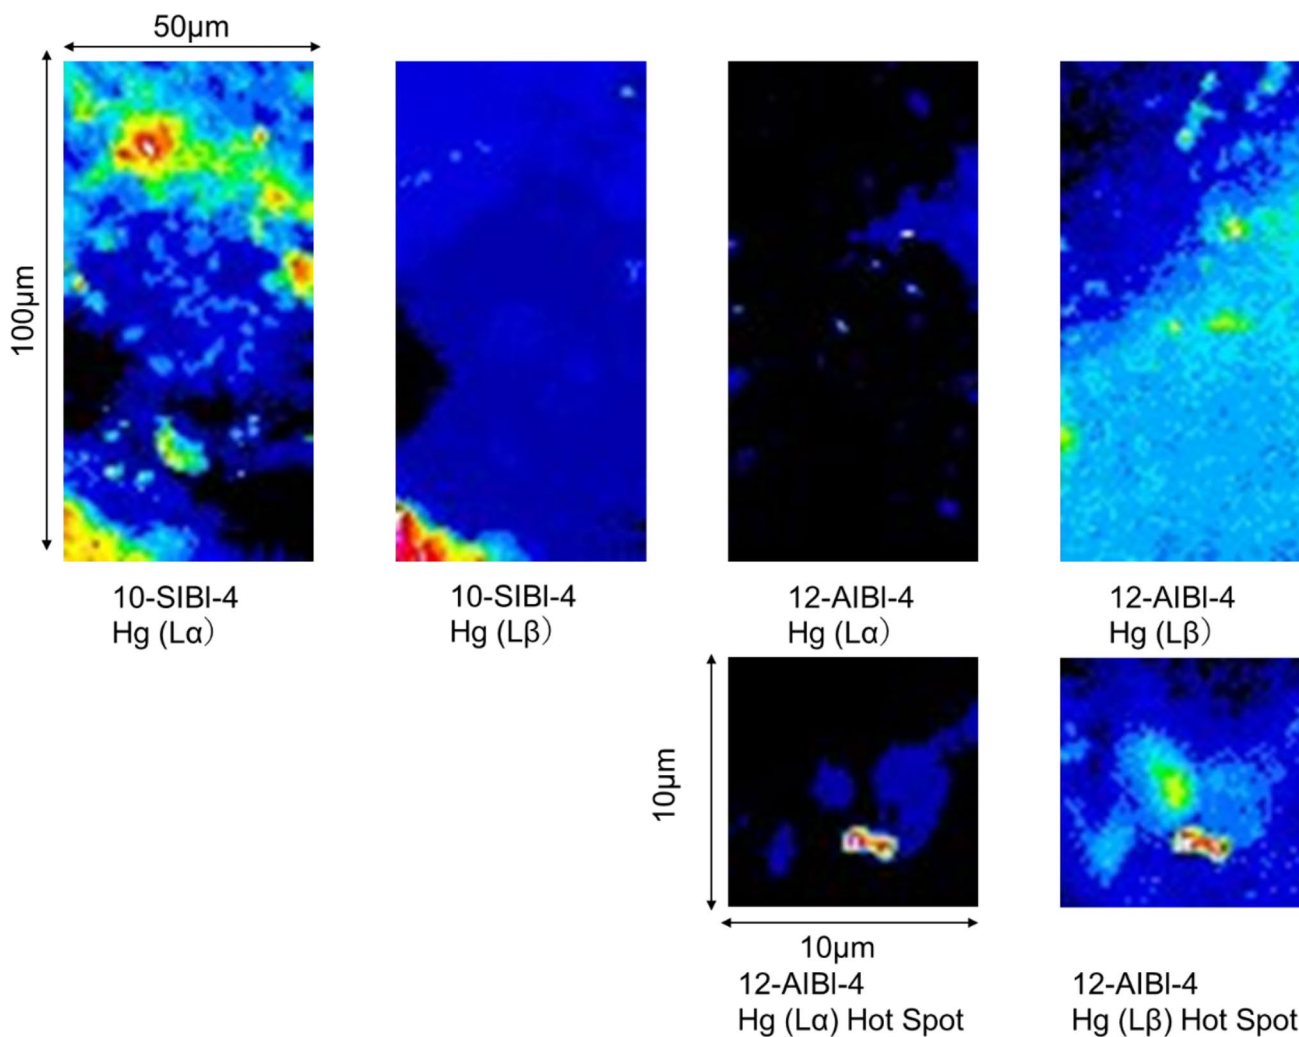 50μm
100μm
10-SIBI-4
Hg (Lα）
10-SIBI-4
Hg (Lβ）
12-AIBI-4
Hg (Lα）
12-AIBI-4
Hg (Lβ）
10μm
10μm
12-AIBI-4
Hg (Lα) Hot Spot
12-AIBI-4
Hg (Lβ) Hot Spot